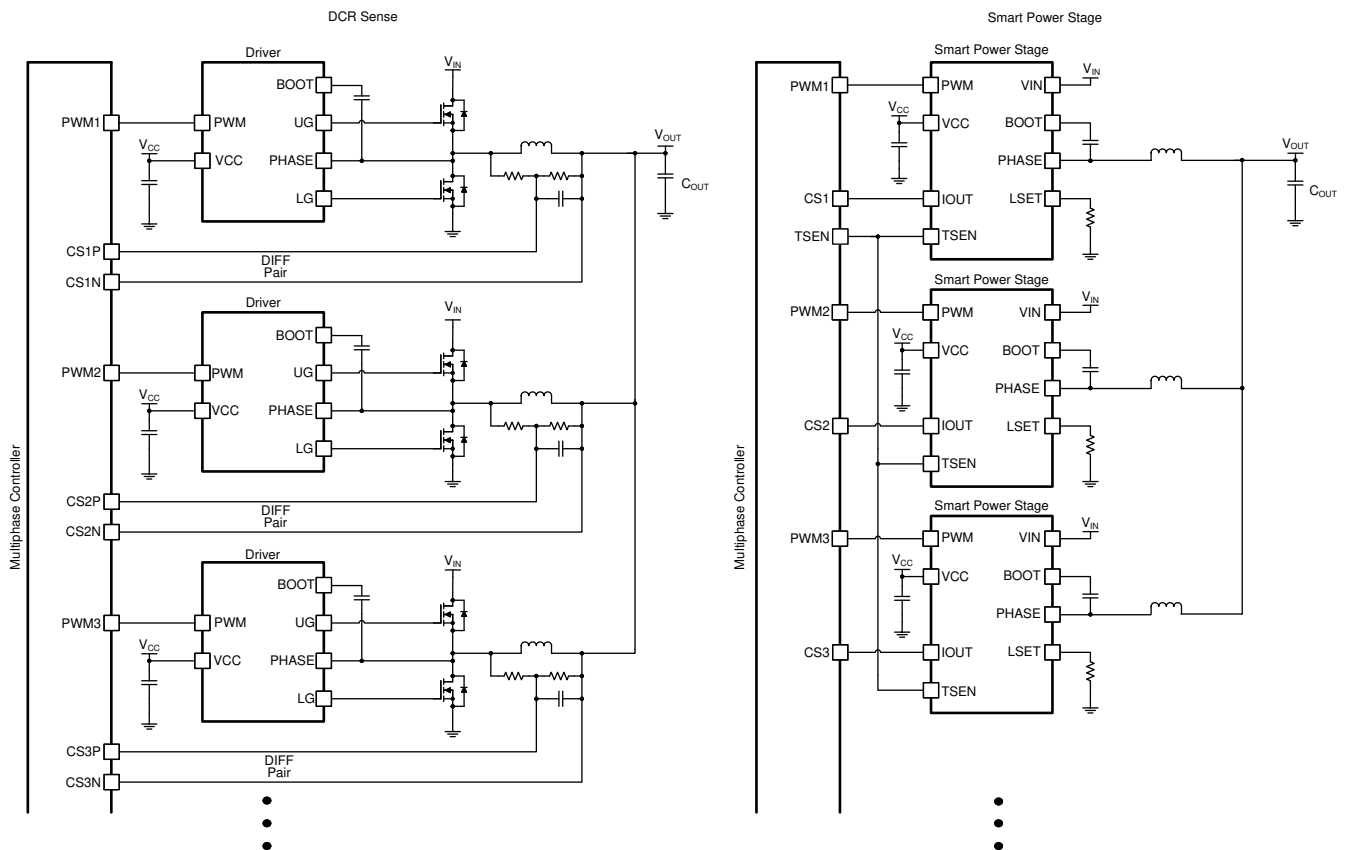 DCR Sense
Driver
BOOT
V_IN
PWM1
PWM
UG
V_CC
VCC
PHASE
V_OUT
C_OUT
LG
CS1P
DIFF
Pair
CS1N
Driver
V_IN
BOOT
PWM2
PWM
UG
V_CC
VCC
PHASE
LG
CS2P
DIFF
Pair
CS2N
Driver
V_IN
BOOT
PWM3
PWM
UG
V_CC
VCC
PHASE
LG
CS3P
DIFF
Pair
CS3N
Multiphase Controller
Smart Power Stage
Smart Power Stage
PWM1
PWM
VIN
V_IN
V_CC
VCC
BOOT
PHASE
V_OUT
C_OUT
CS1
IOUT
LSET
TSEN
TSEN
Smart Power Stage
PWM2
PWM
VIN
V_IN
V_CC
VCC
BOOT
PHASE
CS2
IOUT
LSET
TSEN
Smart Power Stage
PWM3
PWM
VIN
V_IN
V_CC
VCC
BOOT
PHASE
CS3
IOUT
LSET
TSEN
Multiphase Controller